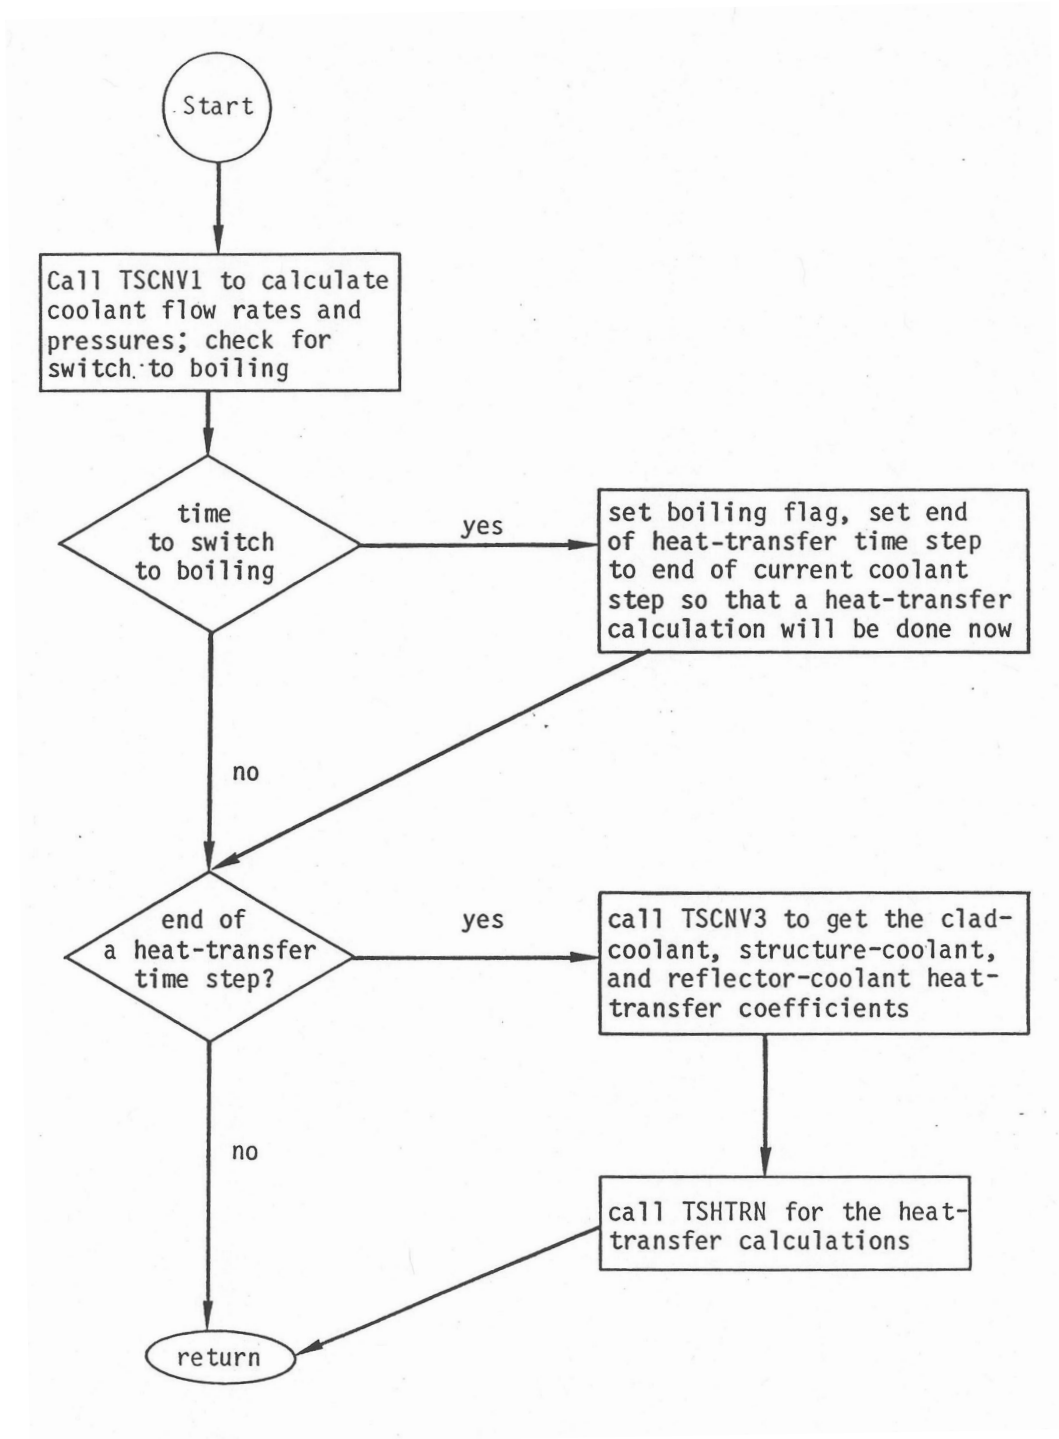 Start
Call TSCNV1 to calculate
coolant flow rates and
pressures; check for
switch to boiling
time
to switch
to boiling
yes
set boiling flag, set end
of heat-transfer time step
to end of current coolant
step so that a heat-transfer
calculation will be done now
no
end of
a heat-transfer
time step?
yes
call TSCNV3 to get the clad-
coolant, structure-coolant,
and reflector-coolant heat-
transfer coefficients
no
call TSHTRN for the heat-
transfer calculations
return